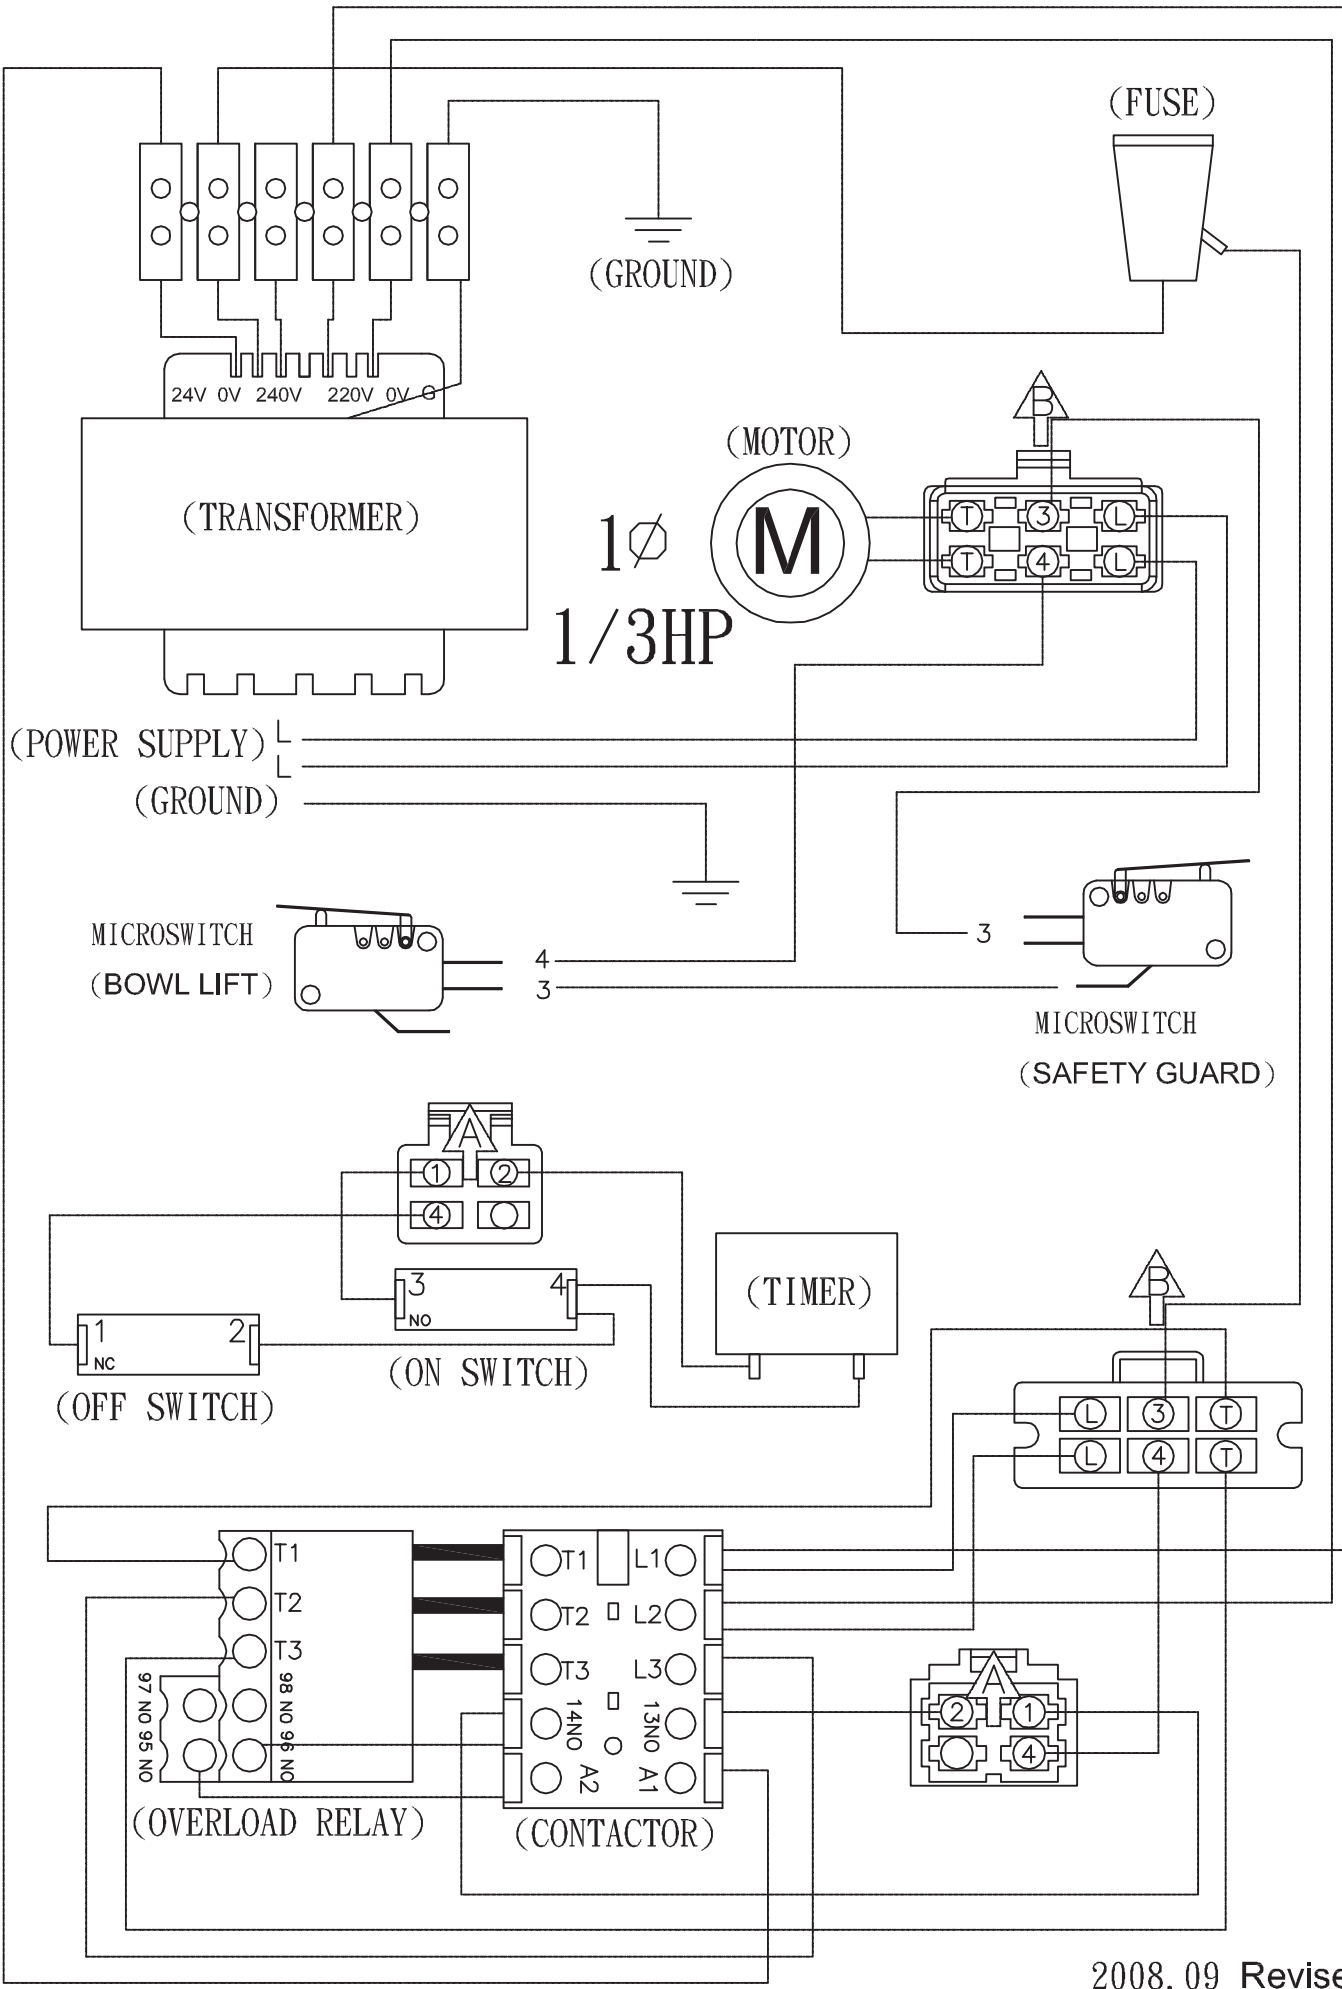 (FUSE)
(GROUND)
24V 0V 240V 220V 0V G
B
(MOTOR)
(TRANSFORMER)
1Ø
M
T 3 L
T 4 L
1/3HP
(POWER SUPPLY) L
L
(GROUND)
MICROSWITCH
(BOWL LIFT)
4
3
3
MICROSWITCH
(SAFETY GUARD)
A
1 2
4
3 4
NO
(ON SWITCH)
1 2
NC
(OFF SWITCH)
(TIMER)
B
L 3 T
L 4 T
T1
T2
T3
97 NO 95 NO
98 NO 96 NO
(OVERLOAD RELAY)
T1 L1
T2 L2
T3 L3
14NO 13NO
A2 A1
(CONTACTOR)
A
2 1
4
2008.09 Revise